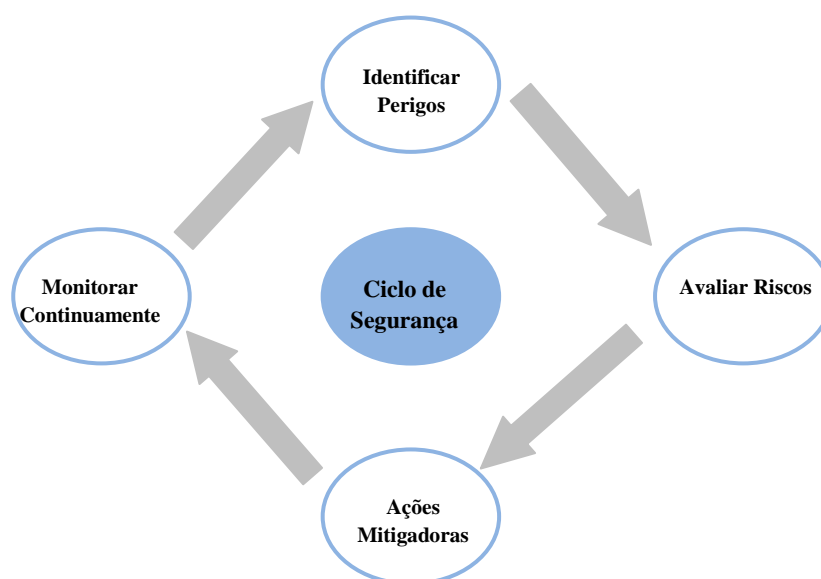 Identificar
Perigos
Avaliar Riscos
Monitorar
Continuamente
Ciclo de
Segurança
Ações
Mitigadoras